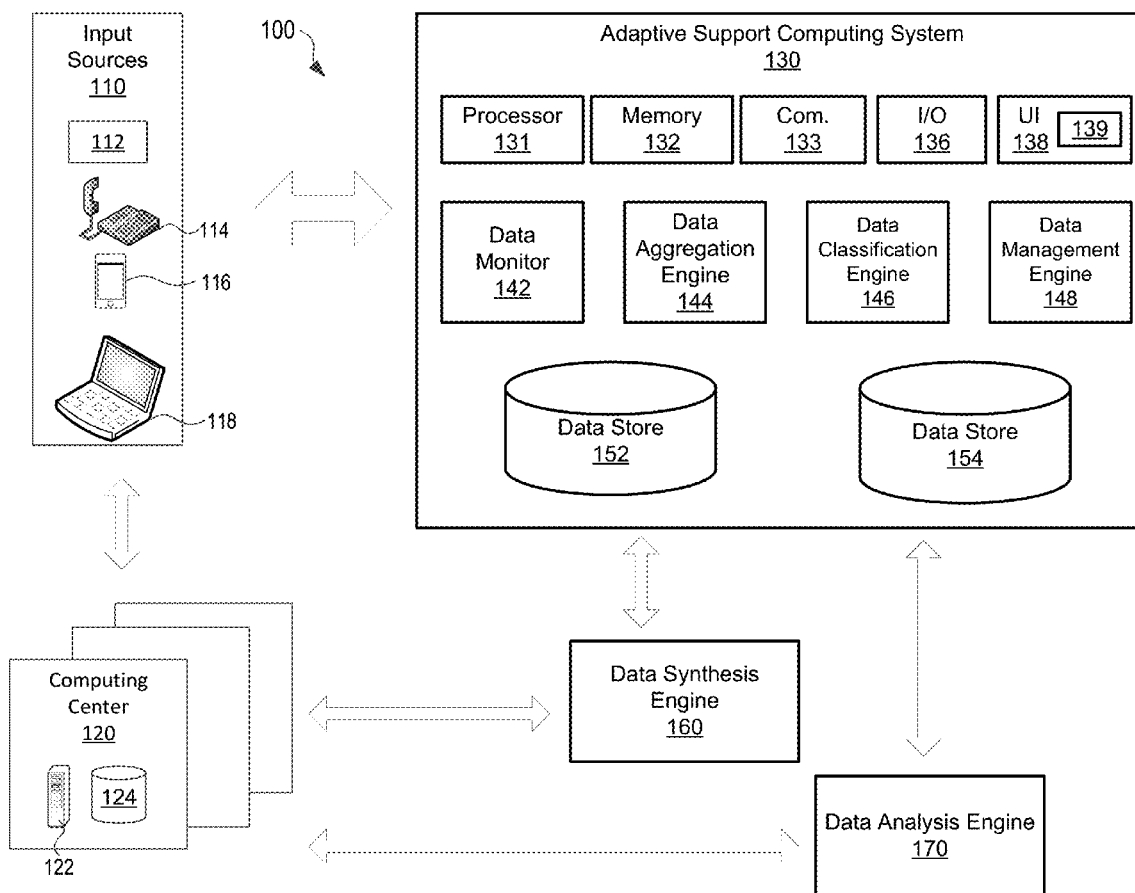 100
Input
Sources
110
112
114
116
118
Adaptive Support Computing System
130
Processor
131
Memory
132
Com.
133
I/O
136
UI
138
139
Data
Monitor
142
Data
Aggregation
Engine
144
Data
Classification
Engine
146
Data
Management
Engine
148
Data Store
152
Data Store
154
Computing
Center
120
124
122
Data Synthesis
Engine
160
Data Analysis Engine
170